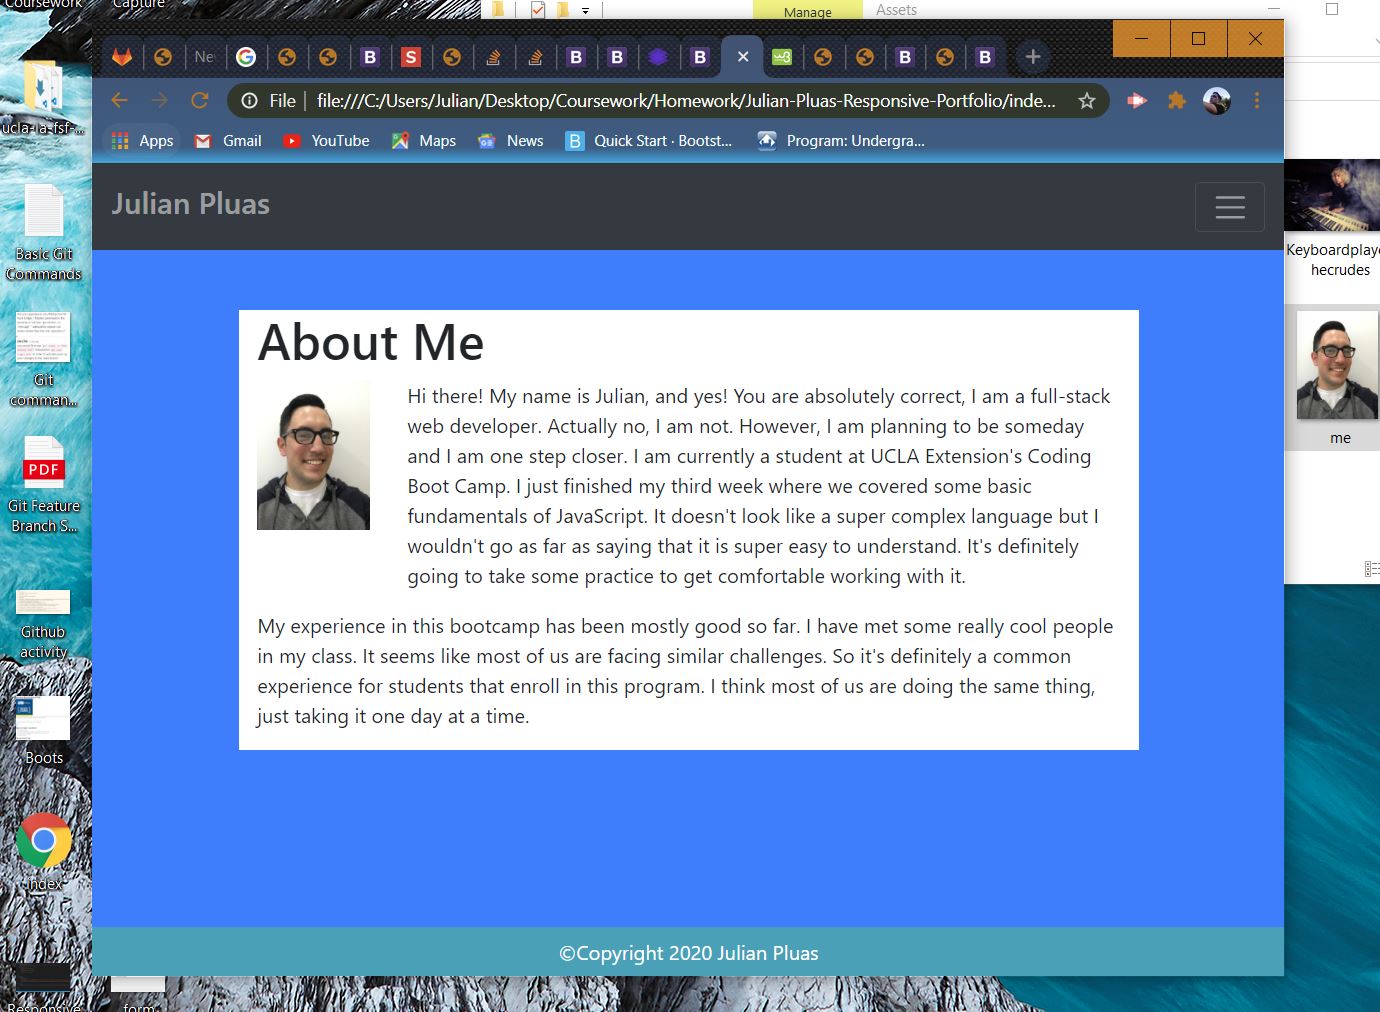 Coursework
Capture
Manage
Assets
Ne
File
file:///C:/Users/Julian/Desktop/Coursework/Homework/Julian-Pluas-Responsive-Portfolio/inde...
Apps
Gmail
YouTube
Maps
News
Quick Start · Bootst...
Program: Undergra...
Julian Pluas
About Me
Hi there! My name is Julian, and yes! You are absolutely correct, I am a full-stack
web developer. Actually no, I am not. However, I am planning to be someday
and I am one step closer. I am currently a student at UCLA Extension's Coding
Boot Camp. I just finished my third week where we covered some basic
fundamentals of JavaScript. It doesn't look like a super complex language but I
wouldn't go as far as saying that it is super easy to understand. It's definitely
going to take some practice to get comfortable working with it.
My experience in this bootcamp has been mostly good so far. I have met some really cool people
in my class. It seems like most of us are facing similar challenges. So it's definitely a common
experience for students that enroll in this program. I think most of us are doing the same thing,
just taking it one day at a time.
©Copyright 2020 Julian Pluas
ucla-la-fsf-...
Basic Git
Commands
Git
comman...
PDF
Git Feature
Branch S...
Github
activity
Boots
index
Responsive
form
Keyboardplaye
hecrudes
me